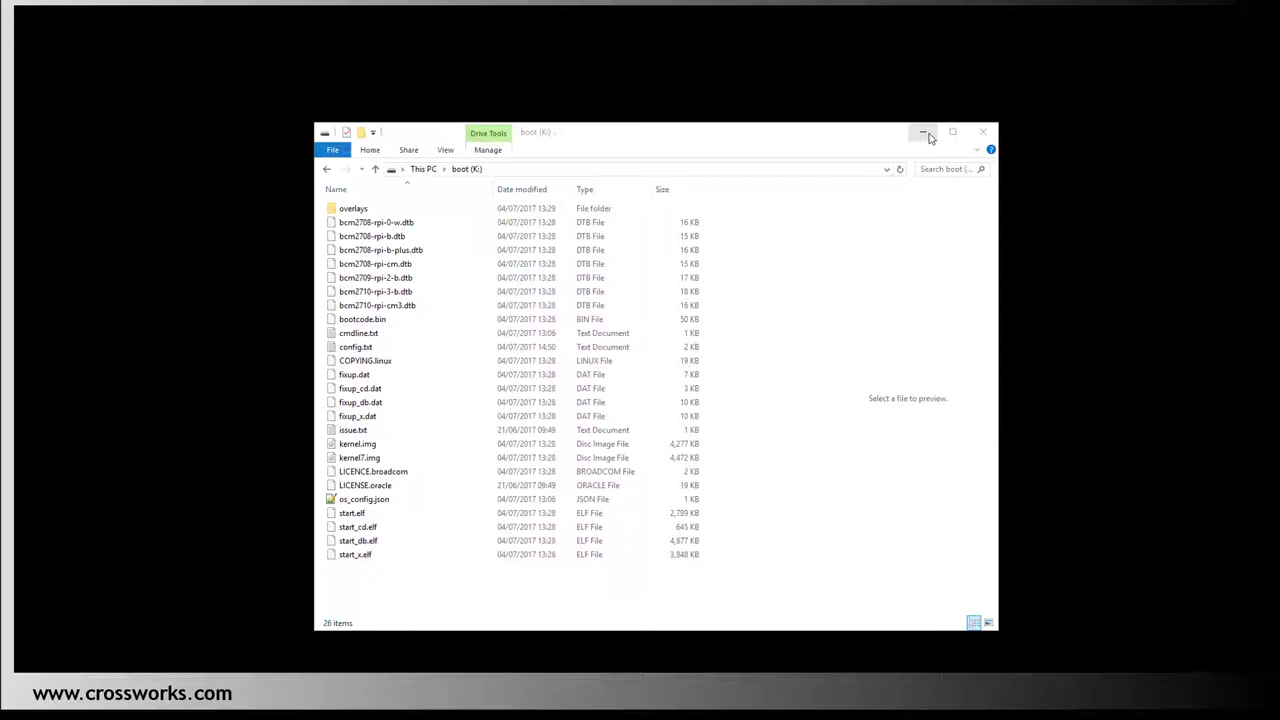 Drive Tools boot (K:)
File Home Share View Manage
This PC boot (K:) Search boot (...
Name Date modified Type Size
overlays 04/07/2017 13:29 File folder
bcm2708-rpi-0-w.dtb 04/07/2017 13:28 DTB File 16 KB
bcm2708-rpi-b.dtb 04/07/2017 13:28 DTB File 15 KB
bcm2708-rpi-b-plus.dtb 04/07/2017 13:28 DTB File 16 KB
bcm2708-rpi-cm.dtb 04/07/2017 13:28 DTB File 15 KB
bcm2709-rpi-2-b.dtb 04/07/2017 13:28 DTB File 17 KB
bcm2710-rpi-3-b.dtb 04/07/2017 13:28 DTB File 18 KB
bcm2710-rpi-cm3.dtb 04/07/2017 13:28 DTB File 16 KB
bootcode.bin 04/07/2017 13:28 BIN File 50 KB
cmdline.txt 04/07/2017 13:06 Text Document 1 KB
config.txt 04/07/2017 14:50 Text Document 2 KB
COPYING.linux 04/07/2017 13:28 LINUX File 19 KB
fixup.dat 04/07/2017 13:28 DAT File 7 KB
fixup_cd.dat 04/07/2017 13:28 DAT File 3 KB
fixup_db.dat 04/07/2017 13:28 DAT File 10 KB
fixup_x.dat 04/07/2017 13:28 DAT File 10 KB
issue.txt 21/06/2017 09:49 Text Document 1 KB
kernel.img 04/07/2017 13:28 Disc Image File 4,277 KB
kernel7.img 04/07/2017 13:28 Disc Image File 4,472 KB
LICENCE.broadcom 04/07/2017 13:28 BROADCOM File 2 KB
LICENSE.oracle 21/06/2017 09:49 ORACLE File 19 KB
os_config.json 04/07/2017 13:06 JSON File 1 KB
start.elf 04/07/2017 13:28 ELF File 2,789 KB
start_cd.elf 04/07/2017 13:28 ELF File 645 KB
start_db.elf 04/07/2017 13:28 ELF File 4,877 KB
start_x.elf 04/07/2017 13:28 ELF File 3,848 KB
Select a file to preview.
26 items
www.crossworks.com